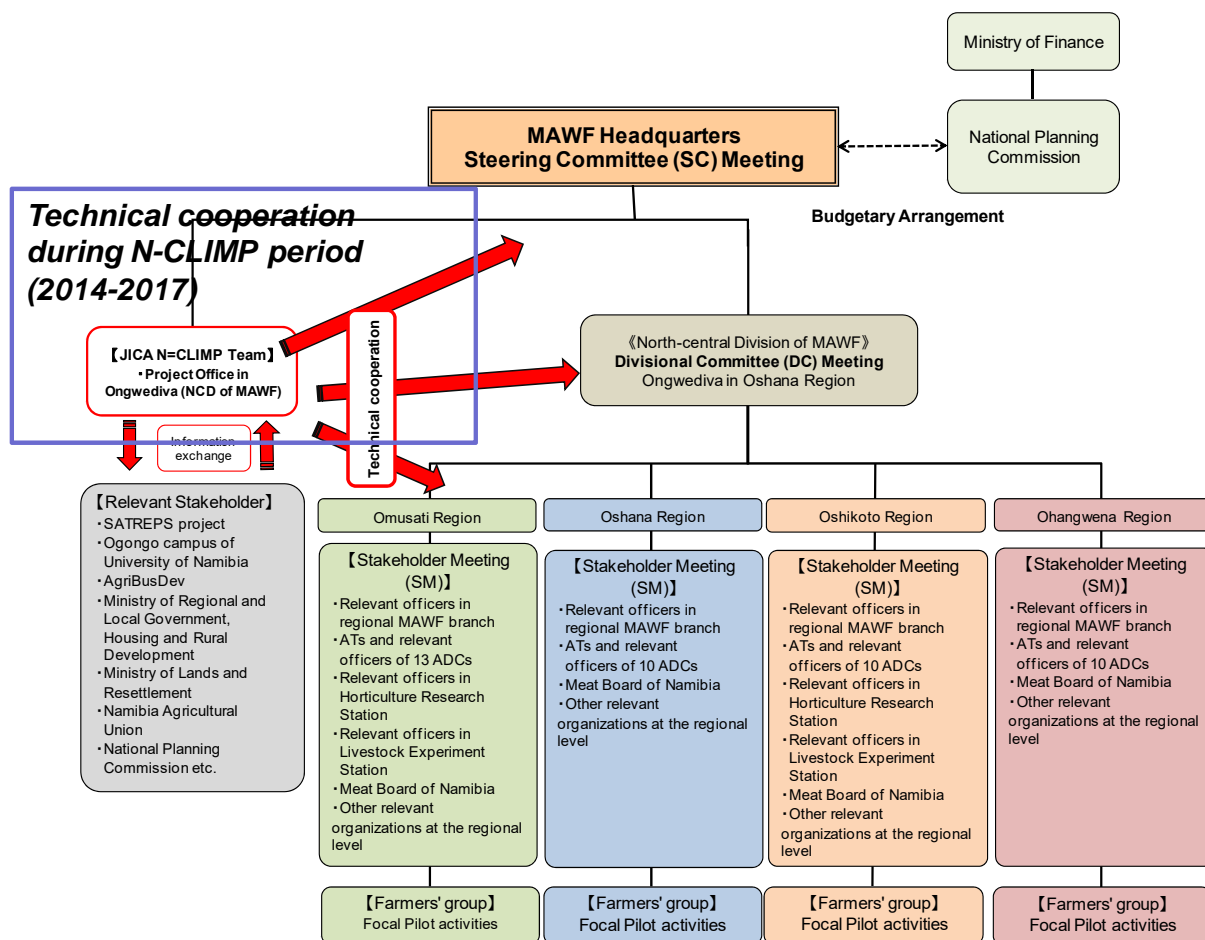 Ministry of Finance
MAWF Headquarters
Steering Committee (SC) Meeting
National Planning
Commission
Budgetary Arrangement
Technical cooperation
during N-CLIMP period
(2014-2017)
【JICA N=CLIMP Team】
・Project Office in
Ongwediva (NCD of MAWF)
Technical cooperation
《North-central Division of MAWF》
Divisional Committee (DC) Meeting
Ongwediva in Oshana Region
Information
exchange
【Relevant Stakeholder】
・SATREPS project
・Ogongo campus of
University of Namibia
・AgriBusDev
・Ministry of Regional and
Local Government,
Housing and Rural
Development
・Ministry of Lands and
Resettlement
・Namibia Agricultural
Union
・National Planning
Commission etc.
Omusati Region
【Stakeholder Meeting
(SM)】
・Relevant officers in
regional MAWF branch
・ATs and relevant
officers of 13 ADCs
・Relevant officers in
Horticulture Research
Station
・Relevant officers in
Livestock Experiment
Station
・Meat Board of Namibia
・Other relevant
organizations at the regional
level
【Farmers' group】
Focal Pilot activities
Oshana Region
【Stakeholder Meeting
(SM)】
・Relevant officers in
regional MAWF branch
・ATs and relevant
officers of 10 ADCs
・Meat Board of Namibia
・Other relevant
organizations at the regional
level
【Farmers' group】
Focal Pilot activities
Oshikoto Region
【Stakeholder Meeting
(SM)】
・Relevant officers in
regional MAWF branch
・ATs and relevant
officers of 10 ADCs
・Relevant officers in
Horticulture Research
Station
・Relevant officers in
Livestock Experiment
Station
・Meat Board of Namibia
・Other relevant
organizations at the regional
level
【Farmers' group】
Focal Pilot activities
Ohangwena Region
【Stakeholder Meeting
(SM)】
・Relevant officers in
regional MAWF branch
・ATs and relevant
officers of 10 ADCs
・Meat Board of Namibia
・Other relevant
organizations at the regional
level
【Farmers' group】
Focal Pilot activities